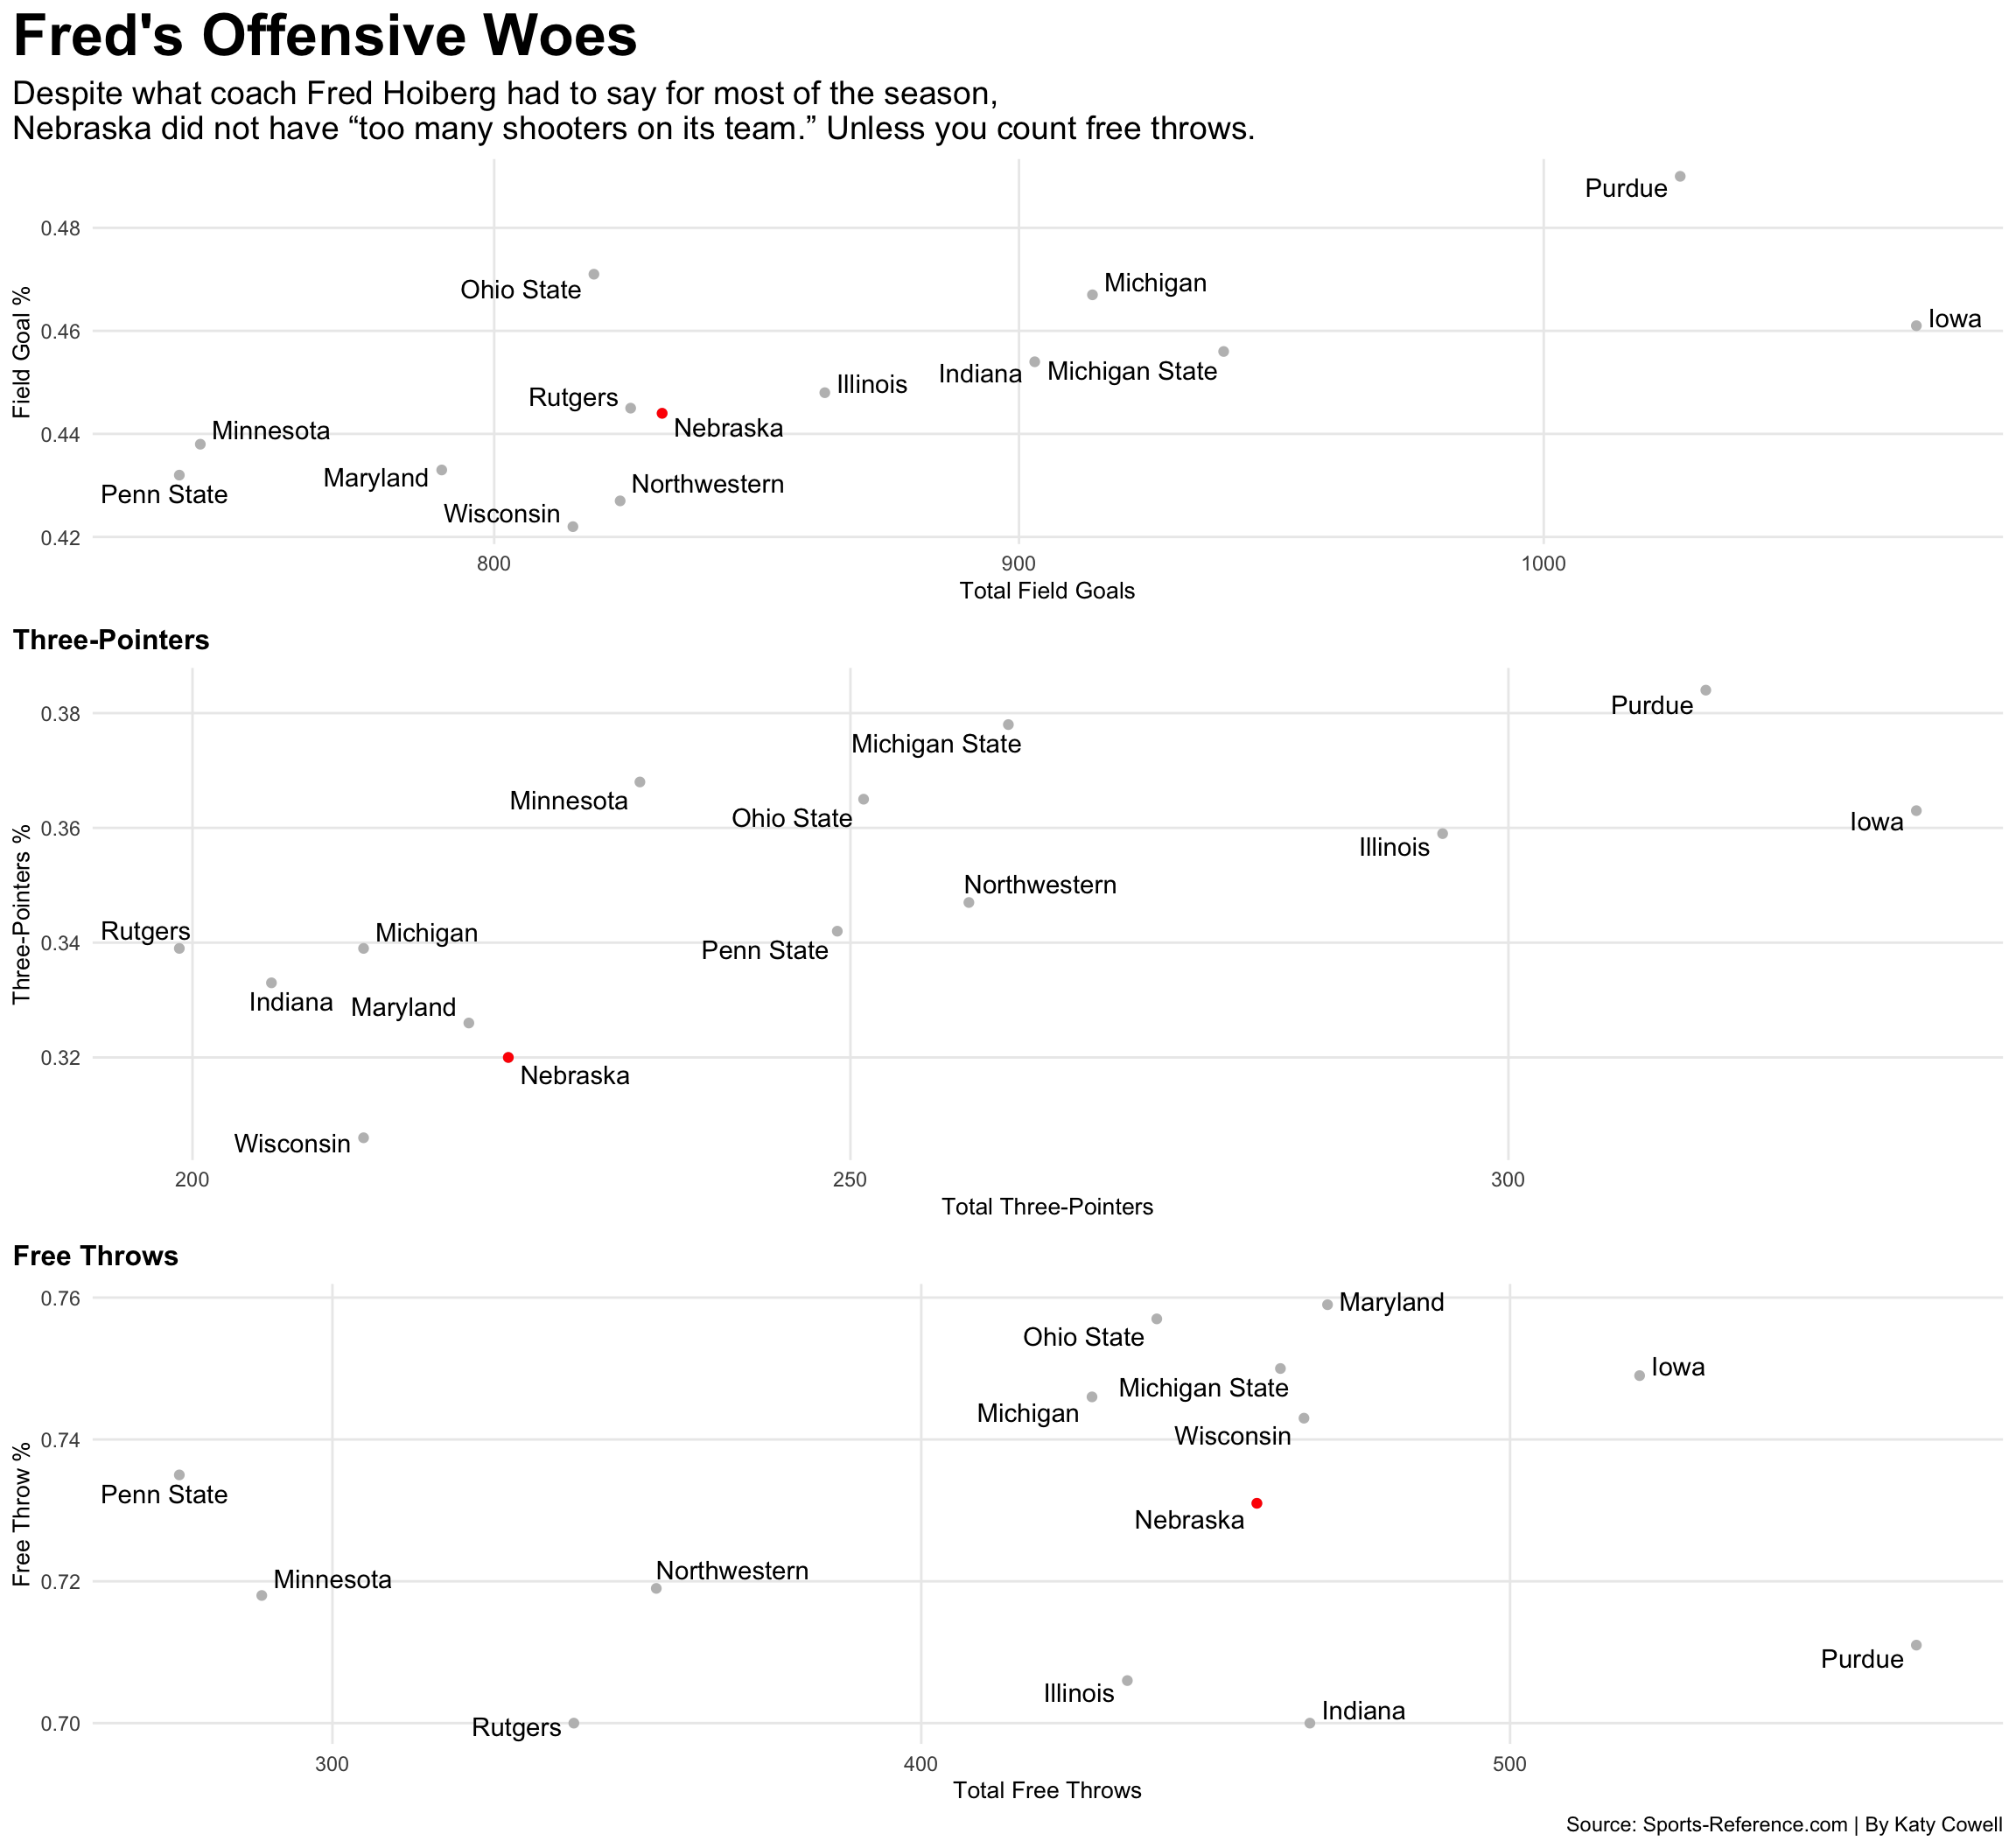 Fred's Offensive Woes
Despite what coach Fred Hoiberg had to say for most of the season,
Nebraska did not have “too many shooters on its team.” Unless you count free throws.
Purdue
0.48
Ohio State
Michigan
Iowa
0.46
Indiana
Michigan State
Illinois
Rutgers
Nebraska
0.44
Minnesota
Maryland
Northwestern
Penn State
Wisconsin
0.42
Field Goal %
800
900
1000
Total Field Goals
Three-Pointers
Purdue
0.38
Michigan State
Minnesota
Ohio State
Iowa
0.36
Illinois
Northwestern
Rutgers
Michigan
0.34
Penn State
Indiana
Maryland
0.32
Nebraska
Wisconsin
Three-Pointers %
200
250
300
Total Three-Pointers
Free Throws
0.76
Maryland
Ohio State
Iowa
Michigan State
Michigan
Wisconsin
0.74
Penn State
Nebraska
Northwestern
Minnesota
0.72
Purdue
Illinois
Indiana
Rutgers
0.70
Free Throw %
300
400
500
Total Free Throws
Source: Sports-Reference.com | By Katy Cowell